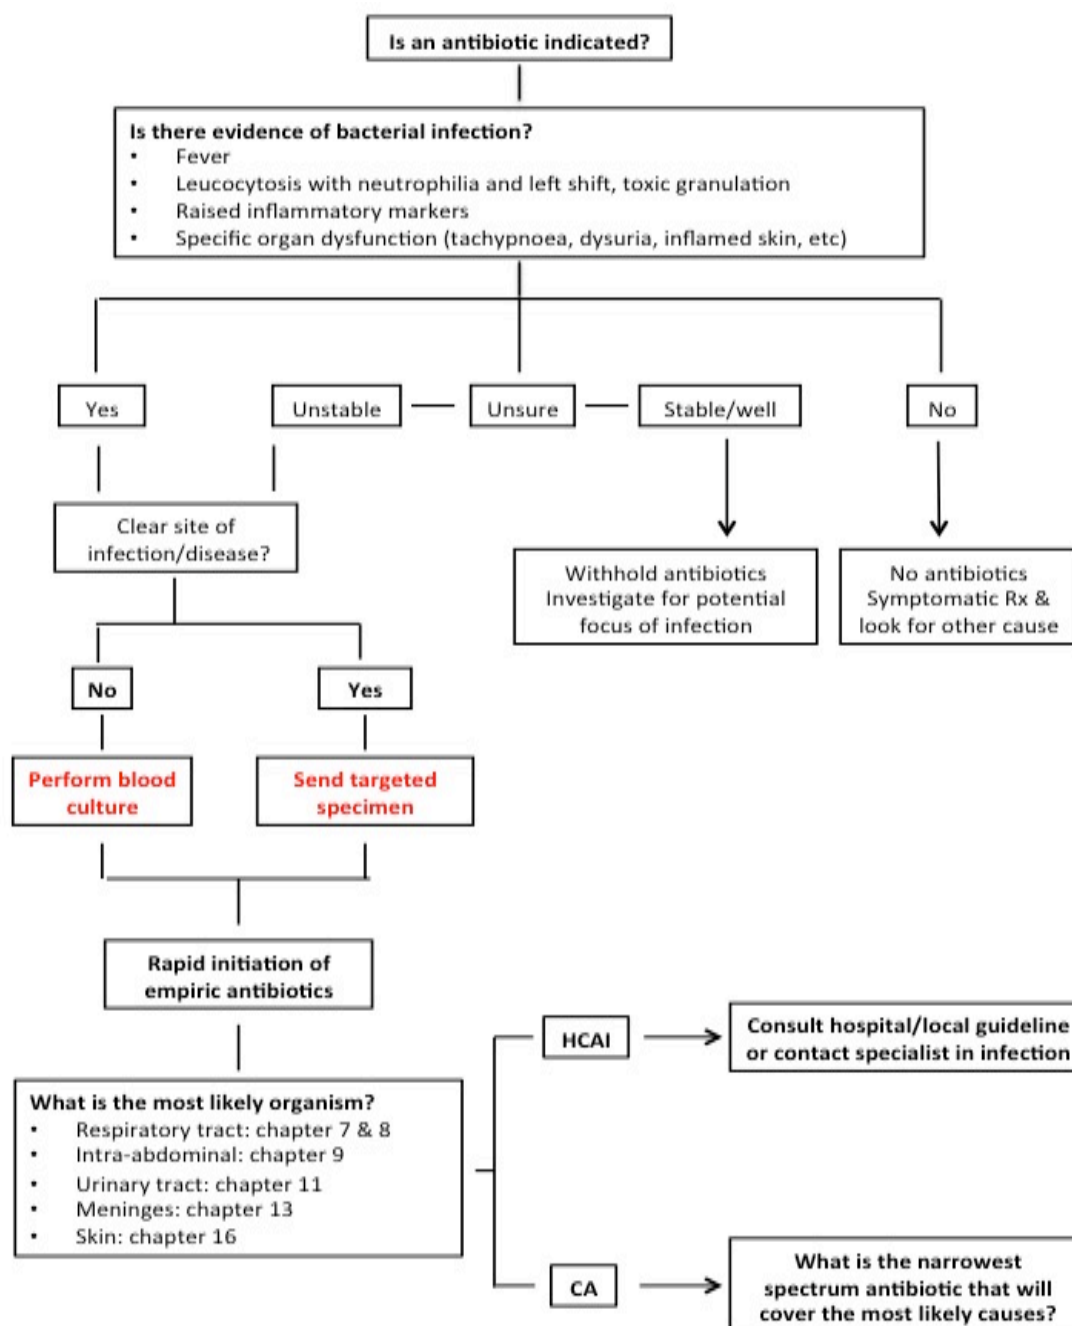 Is an antibiotic indicated?
Is there evidence of bacterial infection?
• Fever
• Leucocytosis with neutrophilia and left shift, toxic granulation
• Raised inflammatory markers
• Specific organ dysfunction (tachypnoea, dysuria, inflamed skin, etc)
Yes
Unstable
Unsure
Stable/well
No
Clear site of
infection/disease?
Withhold antibiotics
Investigate for potential
focus of infection
No antibiotics
Symptomatic Rx &
look for other cause
No
Yes
Perform blood
culture
Send targeted
specimen
Rapid initiation of
empiric antibiotics
What is the most likely organism?
• Respiratory tract: chapter 7 & 8
• Intra-abdominal: chapter 9
• Urinary tract: chapter 11
• Meninges: chapter 13
• Skin: chapter 16
HCAI
Consult hospital/local guideline
or contact specialist in infection
CA
What is the narrowest
spectrum antibiotic that will
cover the most likely causes?